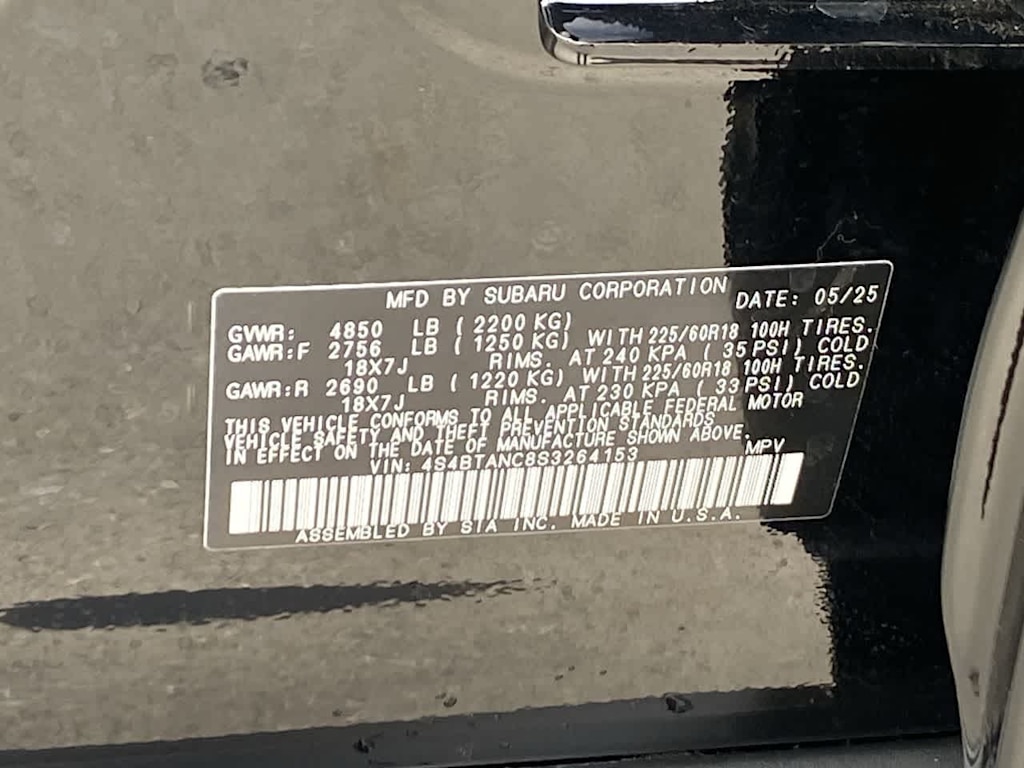 MFD BY SUBARU CORPORATION DATE: 05/25
GVWR: 4850 LB ( 2200 KG)
GAWR:F 2756 LB ( 1250 KG) WITH 225/60R18 100H TIRES.
18X7J RIMS. AT 240 KPA ( 35 PSI) COLD
GAWR:R 2690 LB ( 1220 KG) WITH 225/60R18 100H TIRES.
18X7J RIMS. AT 230 KPA ( 33 PSI) COLD
THIS VEHICLE CONFORMS TO ALL APPLICABLE FEDERAL MOTOR
VEHICLE SAFETY AND THEFT PREVENTION STANDARDS
IN EFFECT ON THE DATE OF MANUFACTURE SHOWN ABOVE.
VIN: 4S4BTANC8S3264153 MPV
ASSEMBLED BY SIA INC. MADE IN U.S.A.